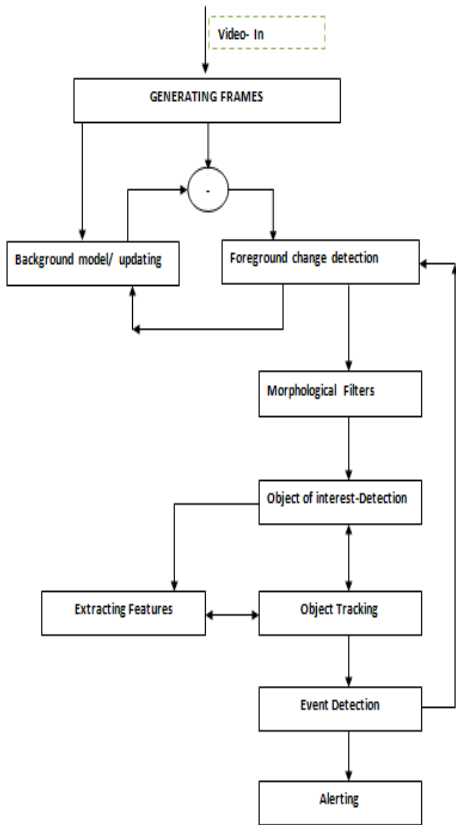 Video- In
GENERATING FRAMES
-
Background model/ updating
Foreground change detection
Morphological Filters
Object of interest-Detection
Extracting Features
Object Tracking
Event Detection
Alerting